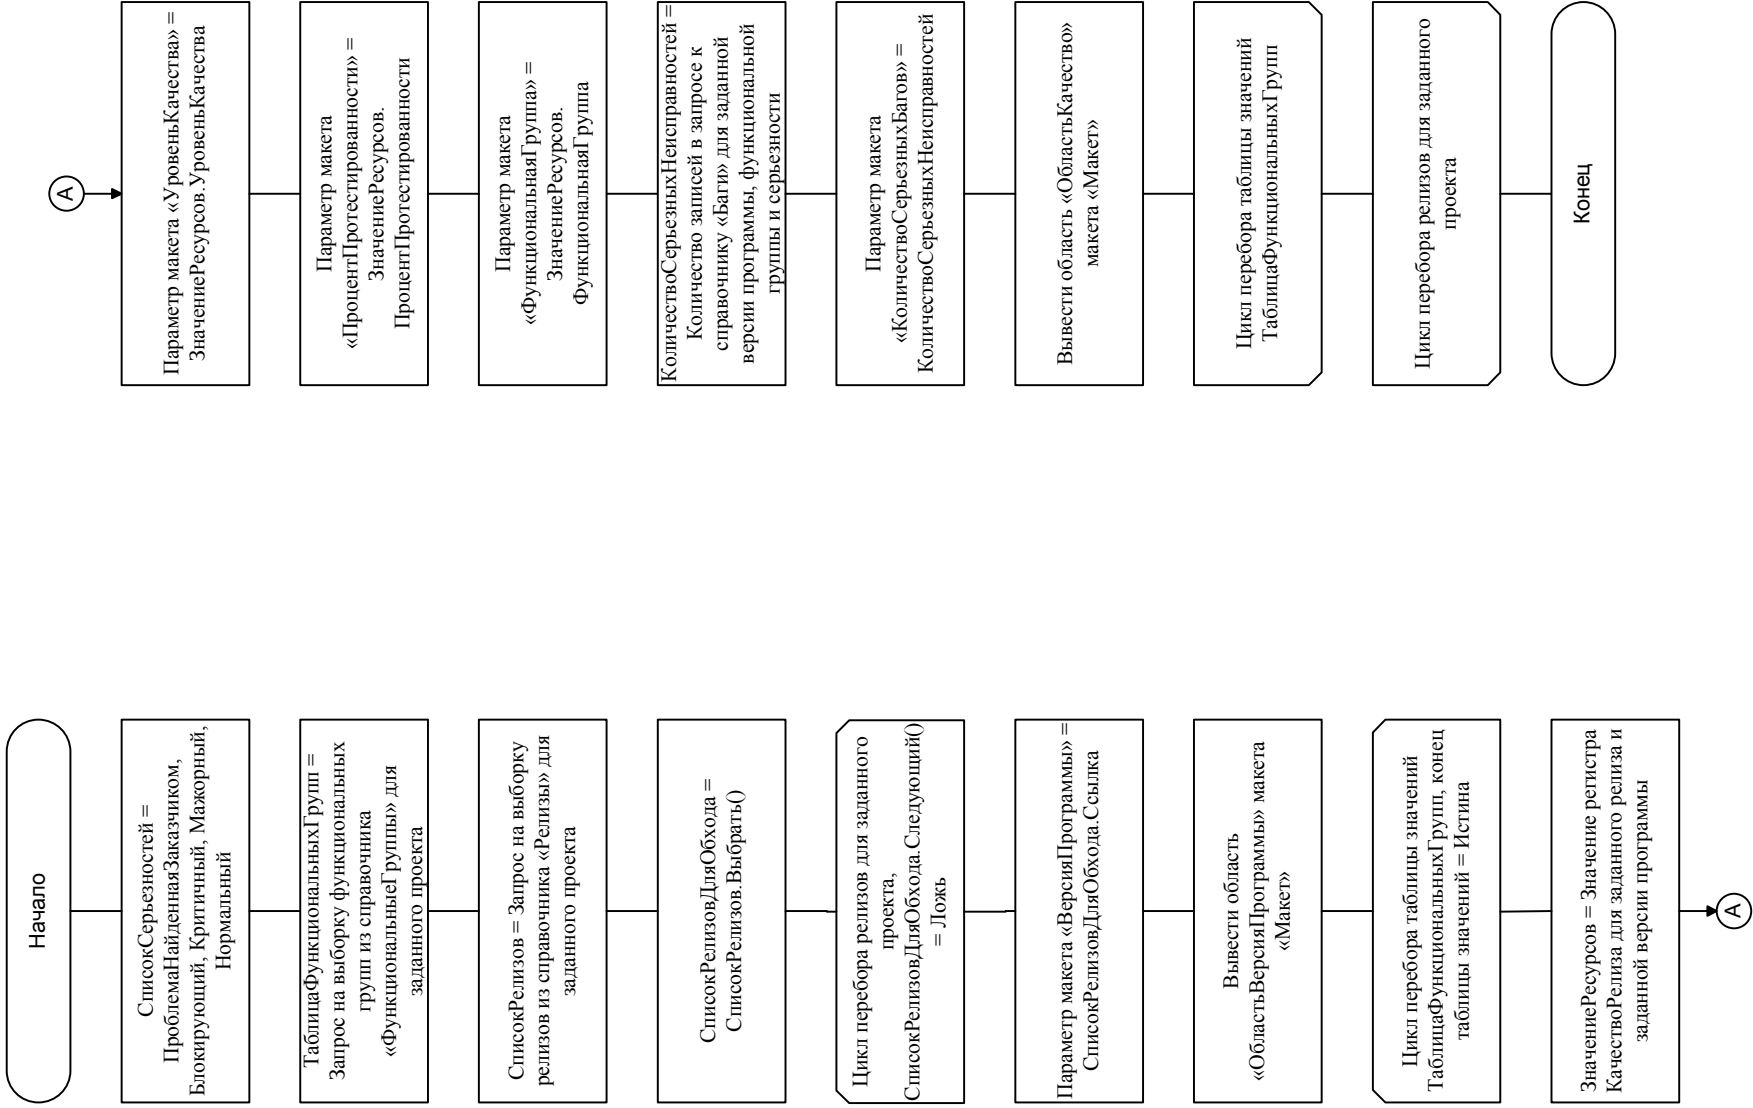 Начало
СписокСерьезностей =
ПроблемаНайденнаяЗаказчиком,
Блокирующий, Критичный, Мажорный,
Нормальный
ТаблицаФункциональныхГрупп =
Запрос на выборку функциональных
групп из справочника
«ФункциональныеГруппы» для
заданного проекта
СписокРелизов = Запрос на выборку
релизов из справочника «Релизы» для
заданного проекта
СписокРелизовДляОбхода =
СписокРелизов.Выбрать()
Цикл перебора релизов для заданного
проекта,
СписокРелизовДляОбхода.Следующий()
= Ложь
Параметр макета «ВерсияПрограммы» =
СписокРелизовДляОбхода.Ссылка
Вывести область
«ОбластьВерсияПрограммы» макета
«Макет»
Цикл перебора таблицы значений
ТаблицаФункциональныхГрупп, конец
таблицы значений = Истина
ЗначениеРесурсов = Значение регистра
КачествоРелиза для заданного релиза и
заданной версии программы
А
А
Параметр макета «УровеньКачества» =
ЗначениеРесурсов.УровеньКачества
Параметр макета
«ПроцентПротестированности» =
ЗначениеРесурсов.
ПроцентПротестированности
Параметр макета
«ФункциональнаяГруппа» =
ЗначениеРесурсов.
ФункциональнаяГруппа
КоличествоСерьезныхНеисправностей =
Количество записей в запросе к
справочнику «Баги» для заданной
версии программы, функциональной
группы и серьезности
Параметр макета
«КоличествоСерьезныхБагов» =
КоличествоСерьезныхНеисправностей
Вывести область «ОбластьКачество»
макета «Макет»
Цикл перебора таблицы значений
ТаблицаФункциональныхГрупп
Цикл перебора релизов для заданного
проекта
Конец